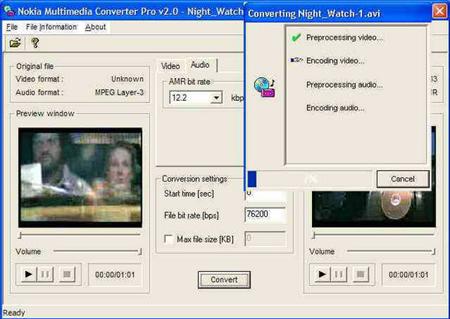 Nokia Multimedia Converter Pro v2.0 - Night_Watch
File File Information About
Original file
Video format : Unknown
Audio format : MPEG Layer-3
Preview window
Volume
00:00/01:01
Video Audio
AMR bit rate
12.2 kbp
Conversion settings
Start time [sec] 0
File bit rate [bps] 76200
Max file size [KB] 0
Convert
Converting Night_Watch-1.avi
Preprocessing video...
Encoding video...
Preprocessing audio...
Encoding audio...
Cancel
Volume
00:00/01:01
Ready